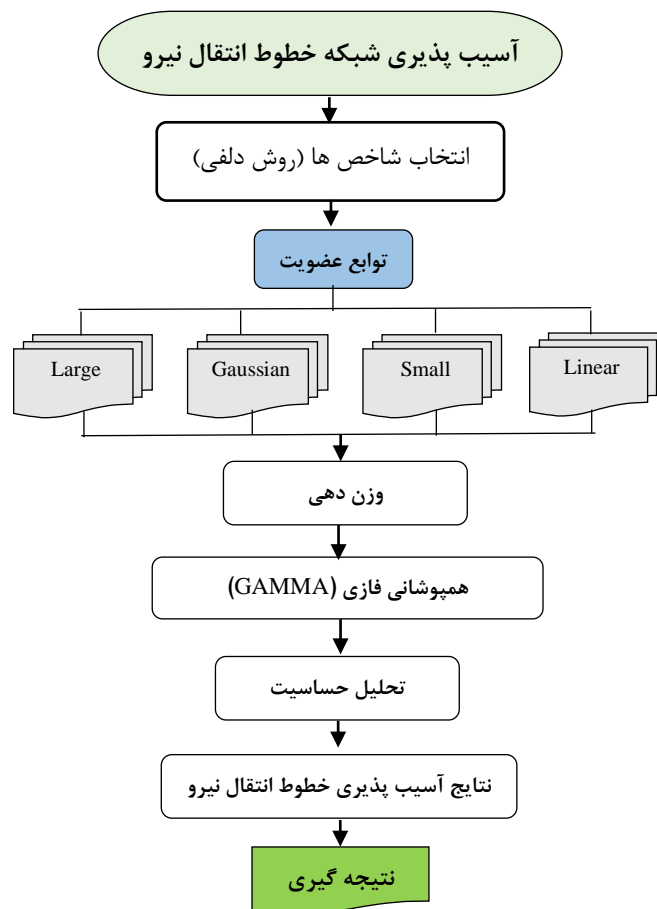 آسیب پذیری شبکه خطوط انتقال نیرو
انتخاب شاخص ها (روش دلفی)
توابع عضویت
Large
Gaussian
Small
Linear
وزن دهی
همپوشانی فازی (GAMMA)
تحلیل حساسیت
نتایج آسیب پذیری خطوط انتقال نیرو
نتیجه گیری